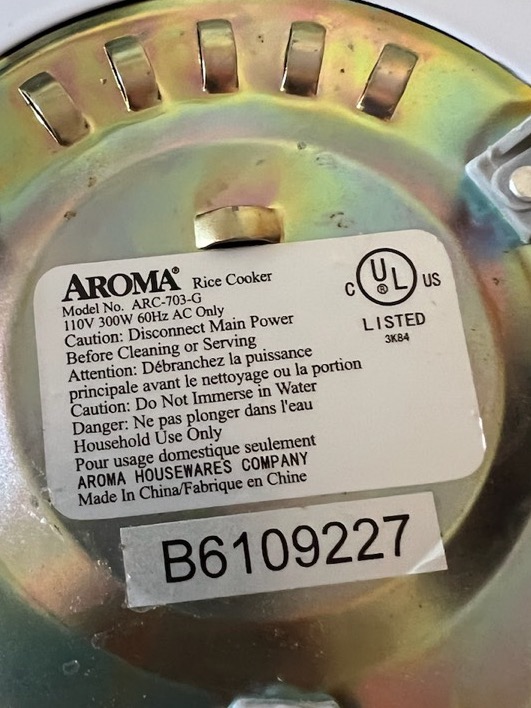 AROMA® Rice Cooker
Model No. ARC-703-G
110V 300W 60Hz AC Only
Caution: Disconnect Main Power
Before Cleaning or Serving
Attention: Débranchez la puissance
principale avant le nettoyage ou la portion
Caution: Do Not Immerse in Water
Danger: Ne pas plonger dans l'eau
Household Use Only
Pour usage domestique seulement
AROMA HOUSEWARES COMPANY
Made In China/Fabrique en Chine
C UL® US
LISTED
3K84
B6109227